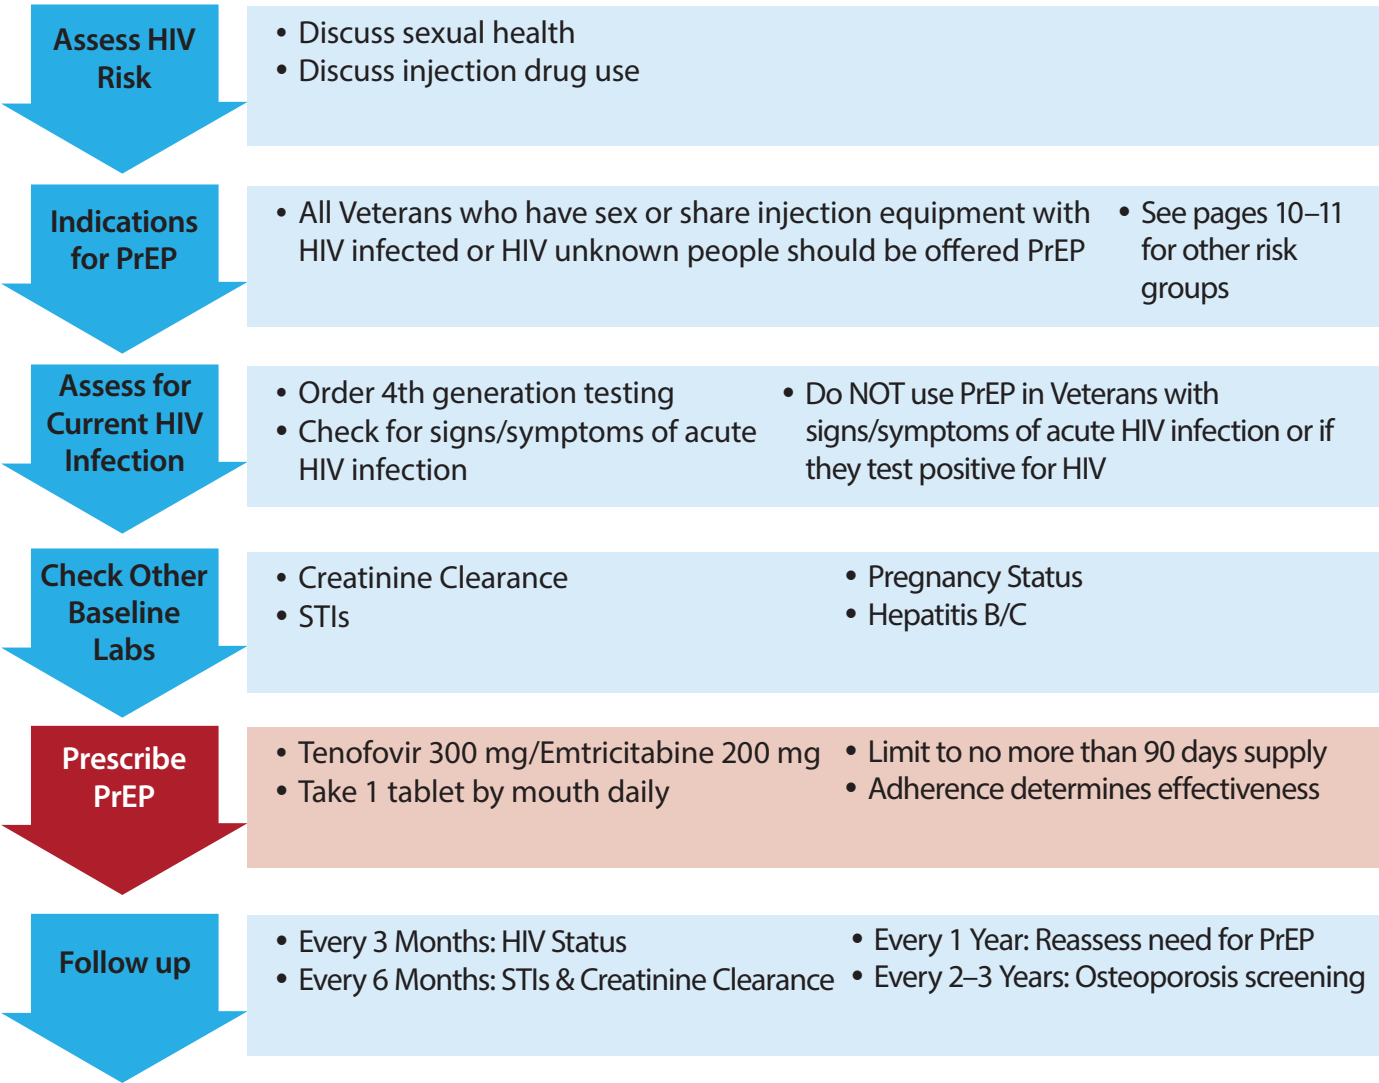 Assess HIV
Risk
• Discuss sexual health
• Discuss injection drug use
Indications
for PrEP
• All Veterans who have sex or share injection equipment with
HIV infected or HIV unknown people should be offered PrEP
• See pages 10–11
for other risk
groups
Assess for
Current HIV
Infection
• Order 4th generation testing
• Check for signs/symptoms of acute
HIV infection
• Do NOT use PrEP in Veterans with
signs/symptoms of acute HIV infection or if
they test positive for HIV
Check Other
Baseline
Labs
• Creatinine Clearance
• STIs
• Pregnancy Status
• Hepatitis B/C
Prescribe
PrEP
• Tenofovir 300 mg/Emtricitabine 200 mg
• Take 1 tablet by mouth daily
• Limit to no more than 90 days supply
• Adherence determines effectiveness
Follow up
• Every 3 Months: HIV Status
• Every 6 Months: STIs & Creatinine Clearance
• Every 1 Year: Reassess need for PrEP
• Every 2–3 Years: Osteoporosis screening